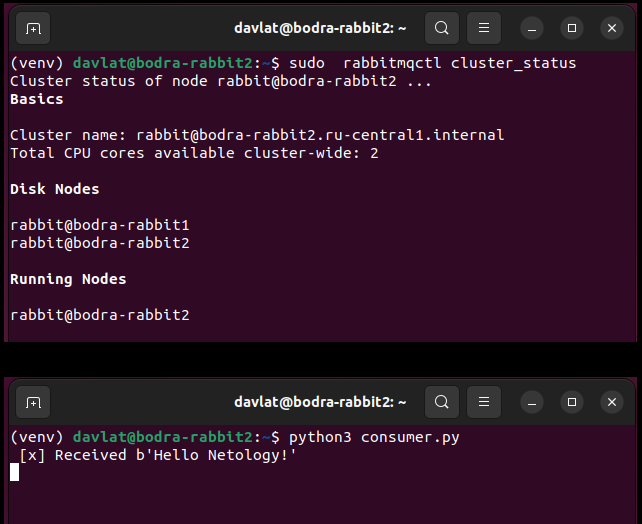 davlat@bodra-rabbit2: ~
(venv) davlat@bodra-rabbit2:~$ sudo  rabbitmqctl cluster_status
Cluster status of node rabbit@bodra-rabbit2 ...
Basics
Cluster name: rabbit@bodra-rabbit2.ru-central1.internal
Total CPU cores available cluster-wide: 2
Disk Nodes
rabbit@bodra-rabbit1
rabbit@bodra-rabbit2
Running Nodes
rabbit@bodra-rabbit2
davlat@bodra-rabbit2: ~
(venv) davlat@bodra-rabbit2:~$ python3 consumer.py
 [x] Received b'Hello Netology!'